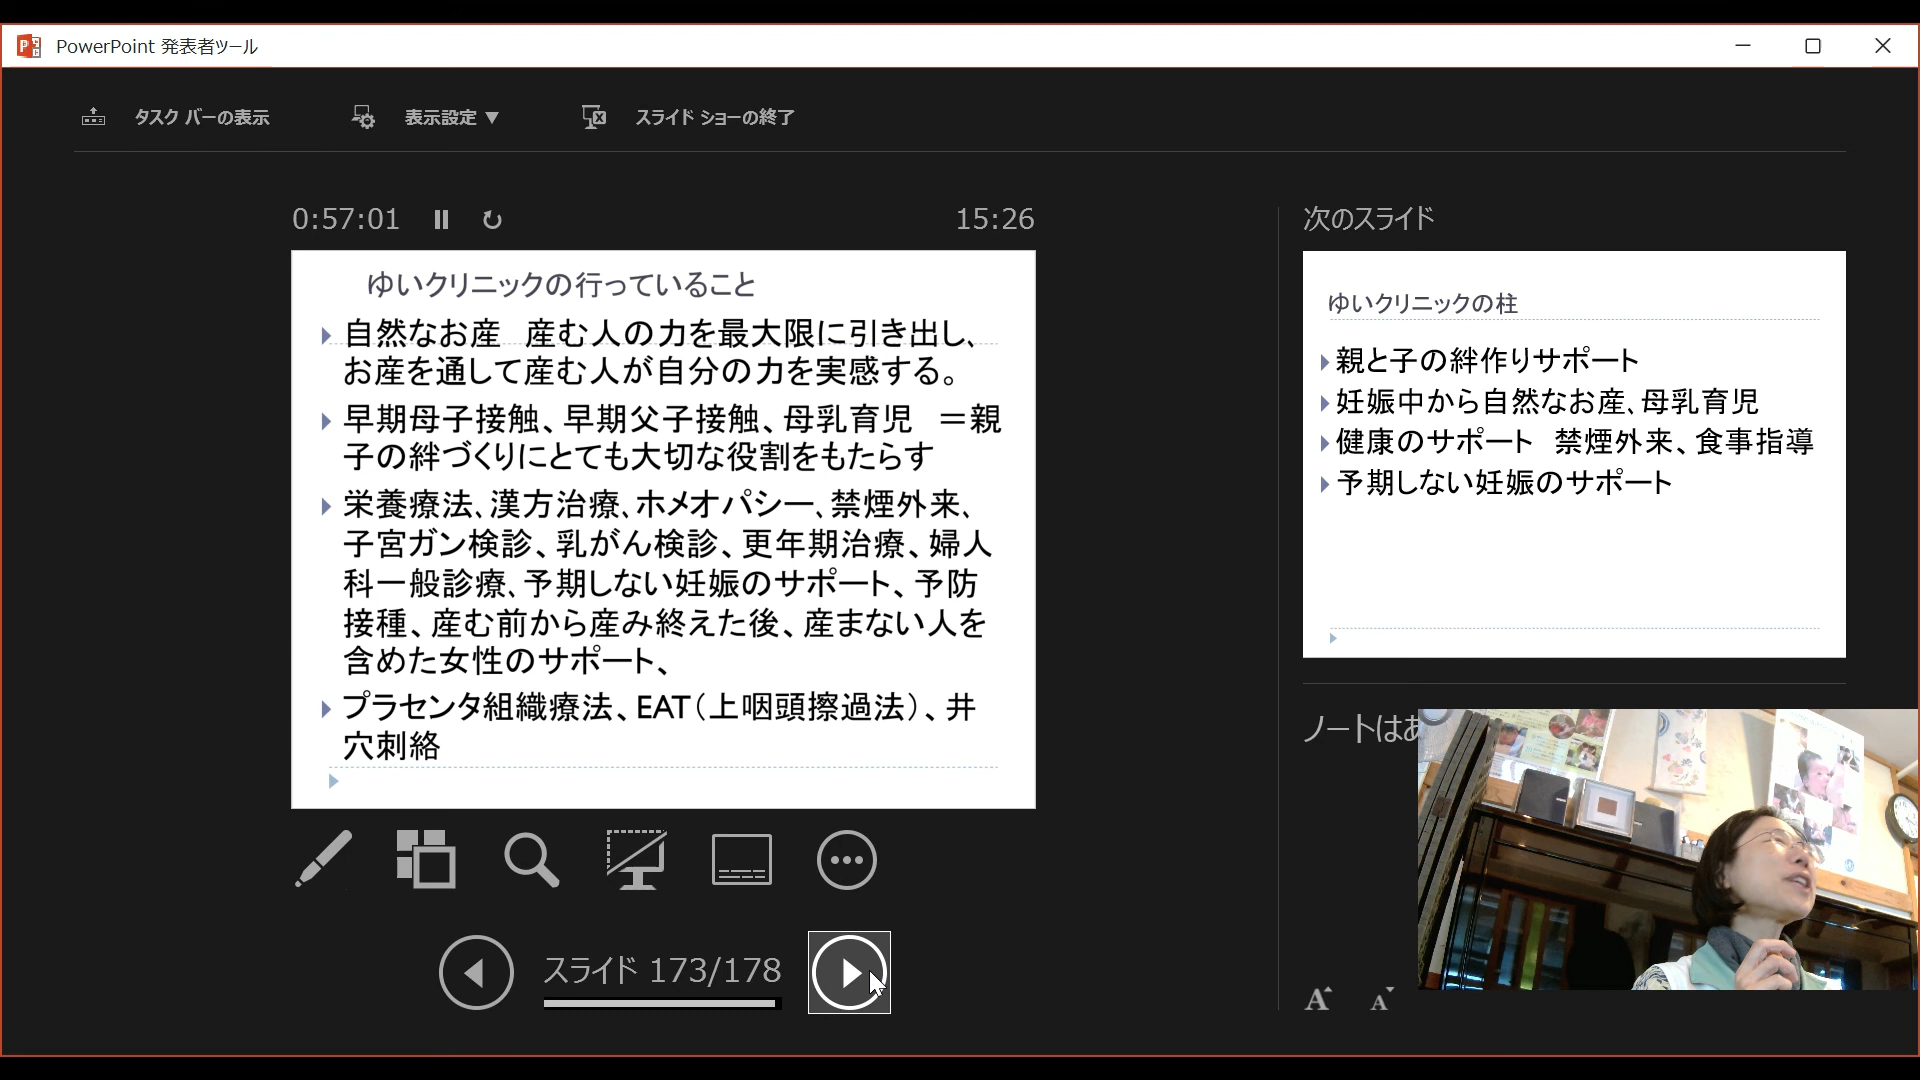 PowerPoint 発表者ツール
タスク バーの表示
表示設定 ▼
スライド ショーの終了
0:57:01
15:26
ゆいクリニックの行っていること
自然なお産　産む人の力を最大限に引き出し、
お産を通して産む人が自分の力を実感する。
早期母子接触、早期父子接触、母乳育児　＝親
子の絆づくりにとても大切な役割をもたらす
栄養療法、漢方治療、ホメオパシー、禁煙外来、
子宮ガン検診、乳がん検診、更年期治療、婦人
科一般診療、予期しない妊娠のサポート、予防
接種、産む前から産み終えた後、産まない人を
含めた女性のサポート、
プラセンタ組織療法、EAT（上咽頭擦過法）、井
穴刺絡
スライド 173/178
次のスライド
ゆいクリニックの柱
親と子の絆作りサポート
妊娠中から自然なお産、母乳育児
健康のサポート　禁煙外来、食事指導
予期しない妊娠のサポート
ノートはあ
A
A